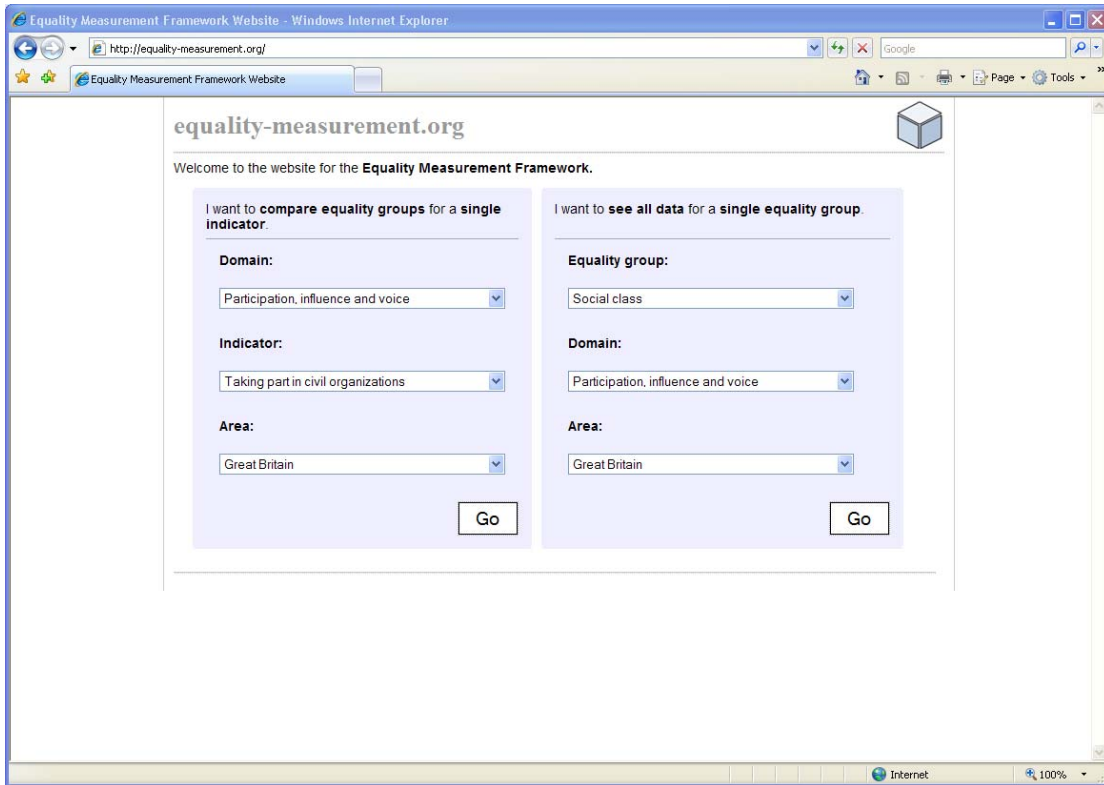 Equality Measurement Framework Website - Windows Internet Explorer
http://equality-measurement.org/
Google
Equality Measurement Framework Website
Page
Tools
equality-measurement.org
Welcome to the website for the Equality Measurement Framework.
I want to compare equality groups for a single
indicator.
Domain:
Participation, influence and voice
Indicator:
Taking part in civil organizations
Area:
Great Britain
Go
I want to see all data for a single equality group.
Equality group:
Social class
Domain:
Participation, influence and voice
Area:
Great Britain
Go
Internet
100%